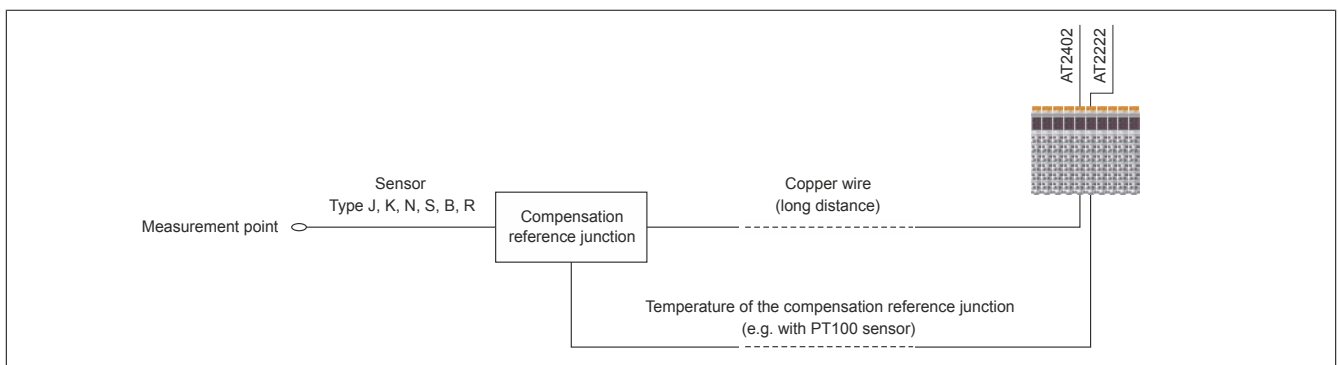 AT2402
AT2222
Sensor
Type J, K, N, S, B, R
Copper wire
(long distance)
Measurement point
Compensation
reference junction
Temperature of the compensation reference junction
(e.g. with PT100 sensor)